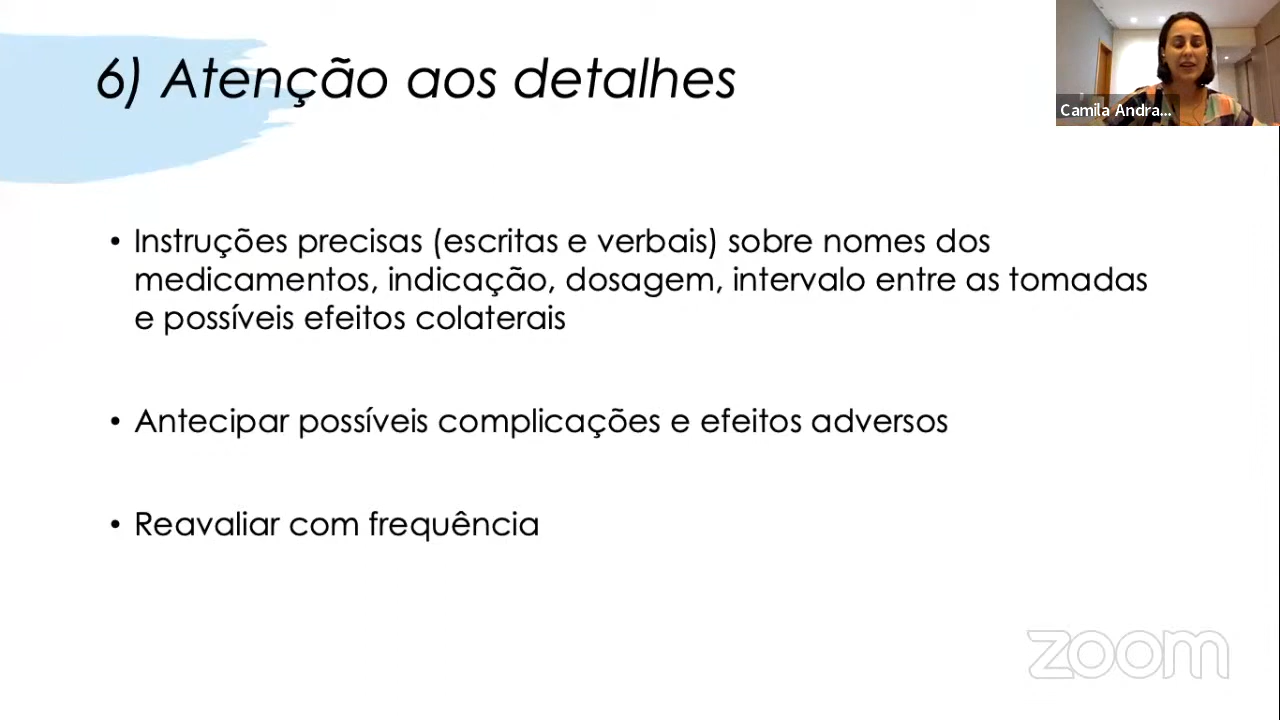 6) Atenção aos detalhes
Camila Andra...
• Instruções precisas (escritas e verbais) sobre nomes dos
medicamentos, indicação, dosagem, intervalo entre as tomadas
e possíveis efeitos colaterais
• Antecipar possíveis complicações e efeitos adversos
• Reavaliar com frequência
zoom